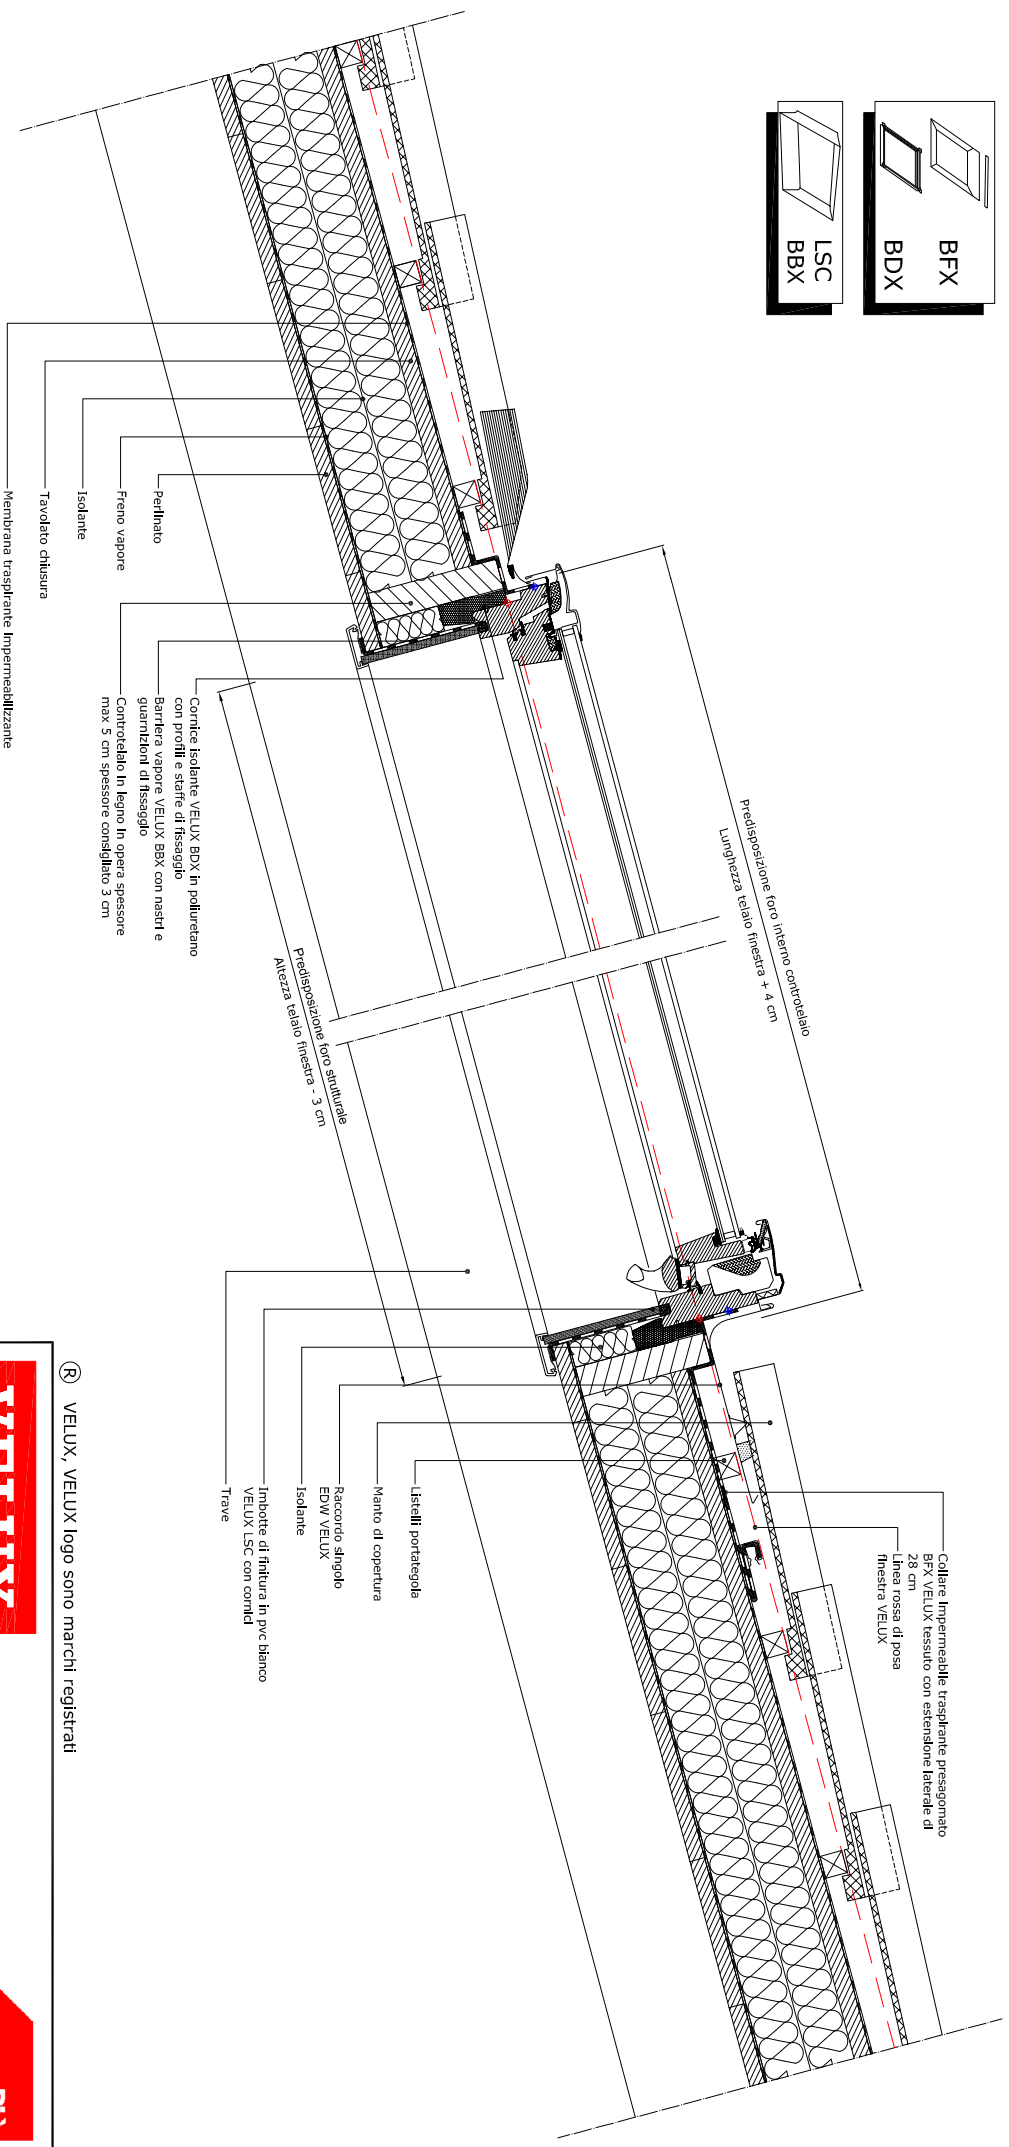 BFX
BDX
LSC
BBX
Predisposizione foro interno controtelaio
Lunghezza telaio finestra + 4 cm
Collare impermeabile traspirante presagomato
BFX VELUX tessuto con estensione laterale di
28 cm
Linea rossa di posa
finestra VELUX
Listelli portategola
Manto di copertura
Raccordo singolo
EDW VELUX
Isolante
Imbotte di finitura in pvc bianco
VELUX LSC con cornici
Trave
Predisposizione foro strutturale
Altezza telaio finestra - 3 cm
Cornice isolante VELUX BDX in poliuretano
con profili e staffe di fissaggio
Barriera vapore VELUX BBX con nastri e
guarnizioni di fissaggio
Controtelaio in legno in opera spessore
max 5 cm spessore consigliato 3 cm
Perlinato
Freno vapore
Isolante
Tavolato chiusura
Membrana traspirante impermeabilizzante
® VELUX, VELUX logo sono marchi registrati
VELUX